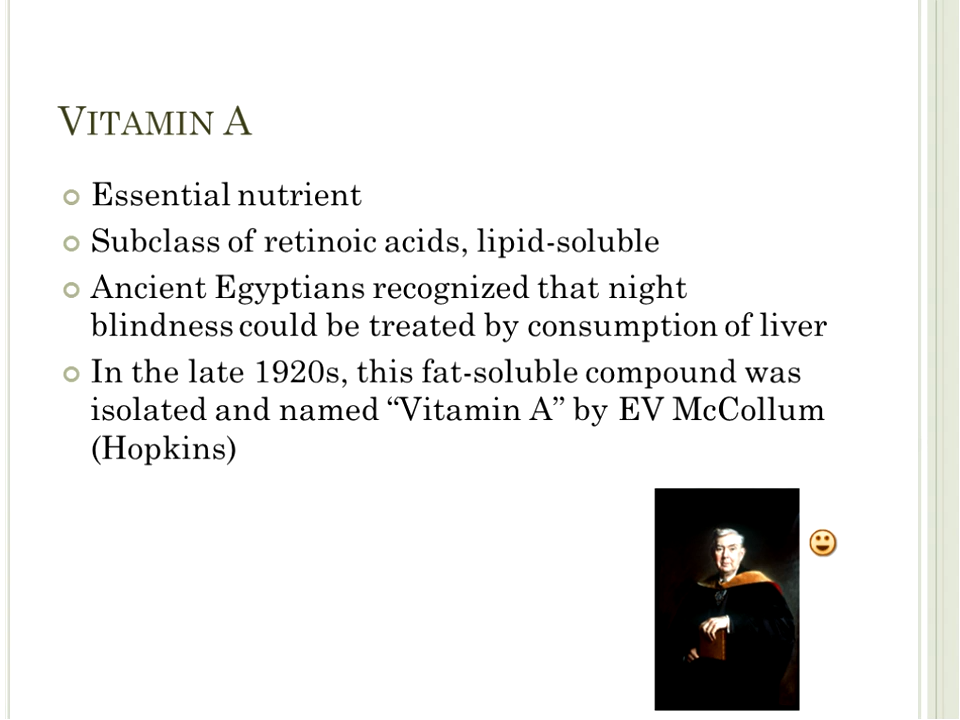 VITAMIN A
Essential nutrient
Subclass of retinoic acids, lipid-soluble
Ancient Egyptians recognized that night
blindness could be treated by consumption of liver
In the late 1920s, this fat-soluble compound was
isolated and named “Vitamin A” by EV McCollum
(Hopkins)